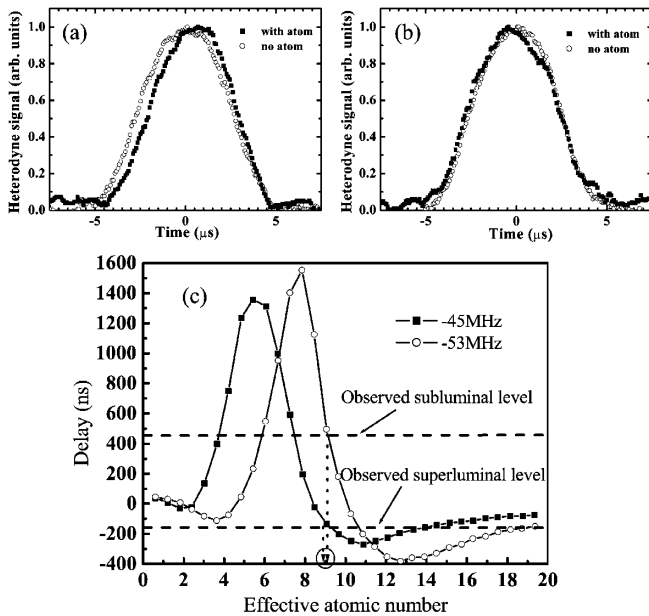 (a)
with atom
no atom
Heterodyne signal (arb. units)
1.0
0.8
0.6
0.4
0.2
0.0
-5
0
5
Time (μs)
(b)
with atom
no atom
Heterodyne signal (arb. units)
1.0
0.8
0.6
0.4
0.2
0.0
-5
0
5
Time (μs)
(c)
-45MHz
-53MHz
Observed subluminal level
Observed superluminal level
Delay (ns)
1600
1400
1200
1000
800
600
400
200
0
-200
-400
0
2
4
6
8
10
12
14
16
18
20
Effective atomic number